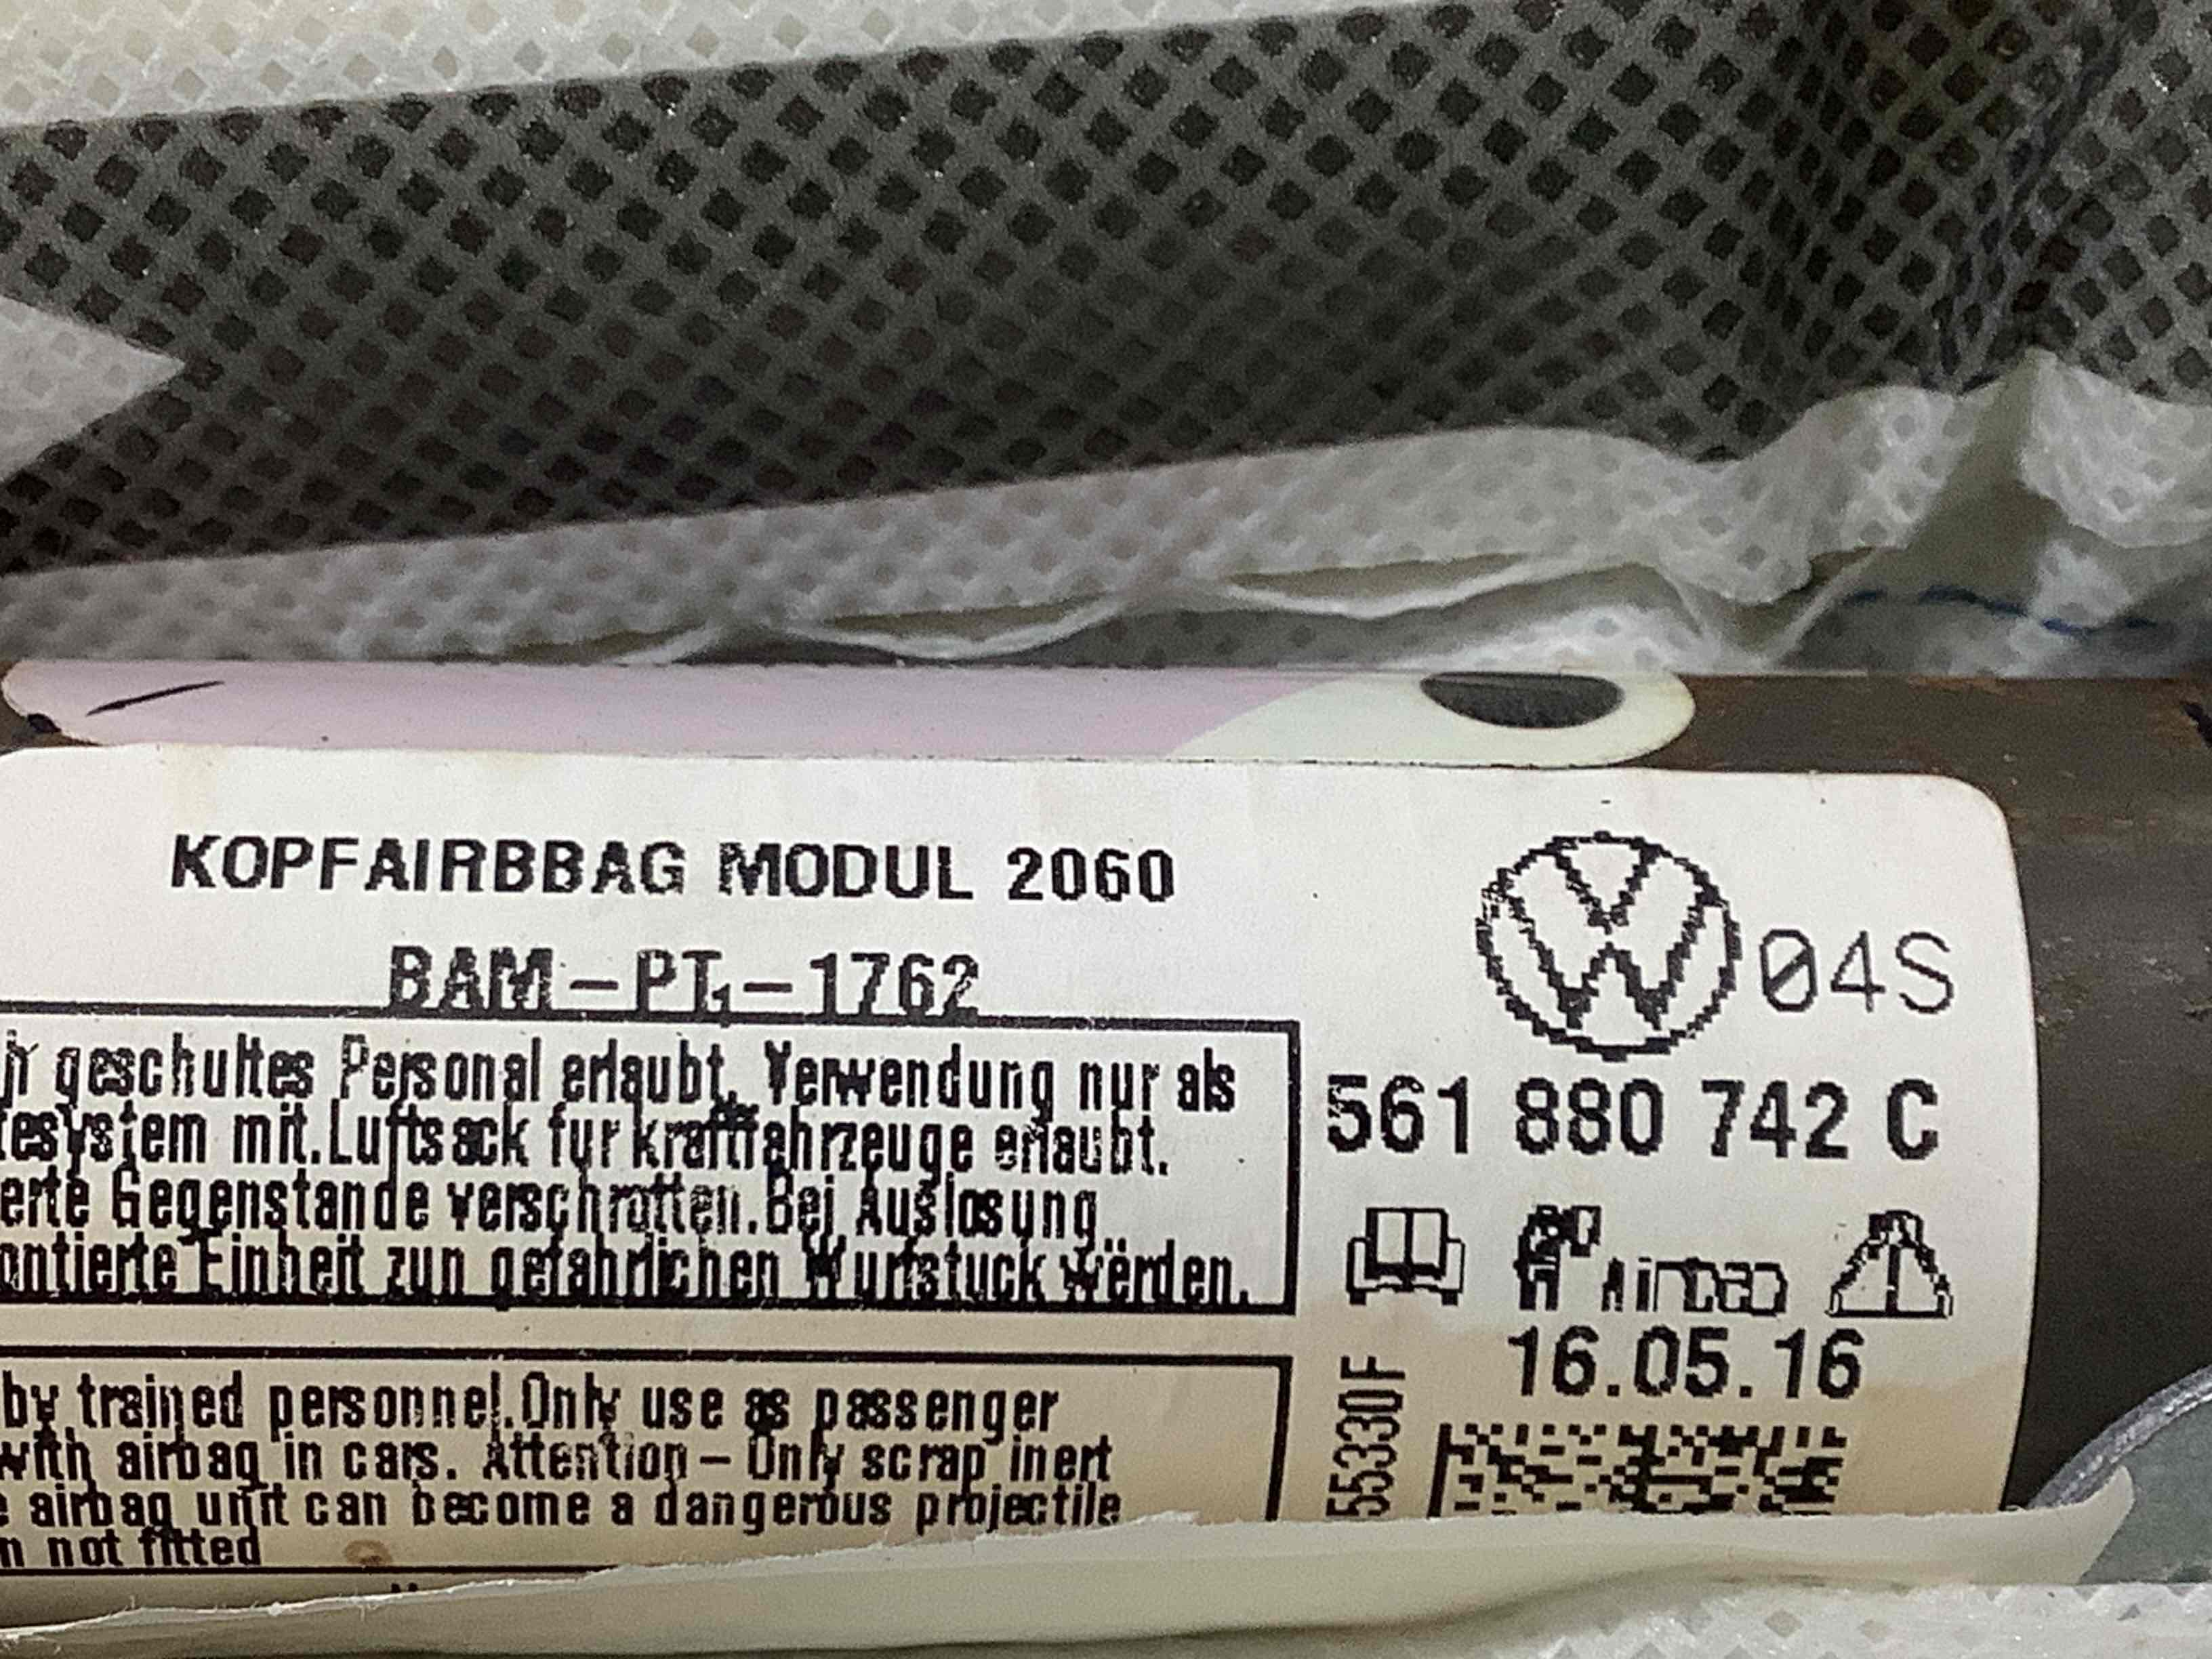 KOPFAIRBBAG MODUL 2060
BAM-PT₁-1762
geschultes Personal erlaubt. Verwendung nur als
tesystem mit.Luftsack fur kraftfahrzeuge erlaubt.
erte Gegenstande verschrotten.Bei Auslosung
ontierte Einheit zun gefahrlichen Wurfstuck wërden.
by trained personnel.Only use as passenger
with airbag in cars. Attention - Only scrap inert
e airbag unit can become a dangerous projectile
n not fitted
04S
561 880 742 C
Airbag
16.05.16
55330F